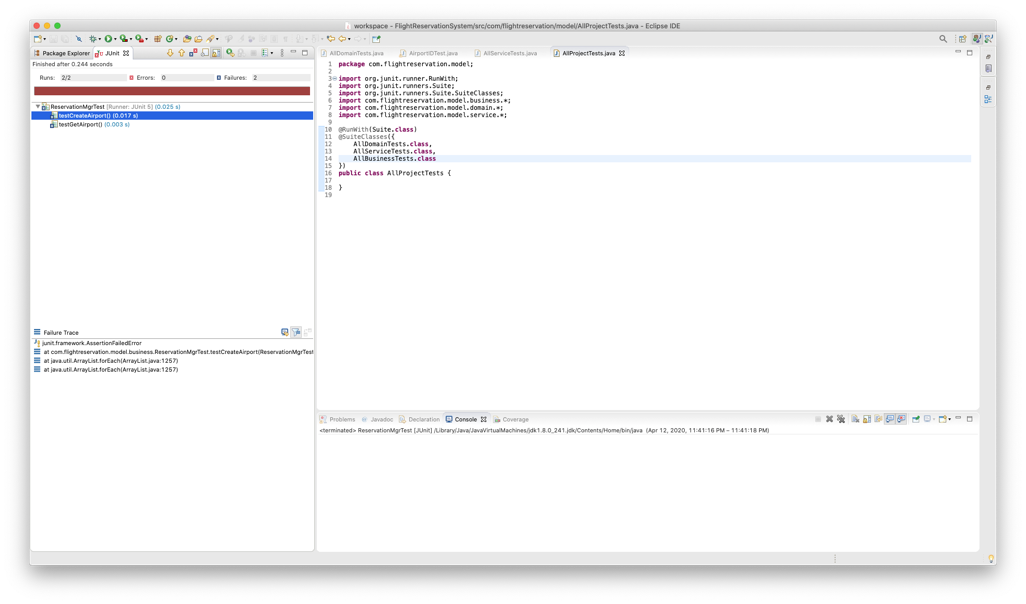 workspace - FlightReservationSystem/src/com/flightreservation/model/AllProjectTests.java - Eclipse IDE
Package Explorer JUnit
Finished after 0.244 seconds
Runs: 2/2 Errors: 0 Failures: 2
ReservationMgrTest [Runner: JUnit 5] (0.025 s)
testCreateAirport() (0.017 s)
testGetAirport() (0.003 s)
Failure Trace
junit.framework.AssertionFailedError
at com.flightreservation.model.business.ReservationMgrTest.testCreateAirport(ReservationMgrTest
at java.util.ArrayList.forEach(ArrayList.java:1257)
at java.util.ArrayList.forEach(ArrayList.java:1257)
AllDomainTests.java AirportIDTest.java AllServiceTests.java AllProjectTests.java
1 package com.flightreservation.model;
2
3 import org.junit.runner.RunWith;
4 import org.junit.runners.Suite;
5 import org.junit.runners.Suite.SuiteClasses;
6 import com.flightreservation.model.business.*;
7 import com.flightreservation.model.domain.*;
8 import com.flightreservation.model.service.*;
9
10 @RunWith(Suite.class)
11 @SuiteClasses({
12 AllDomainTests.class,
13 AllServiceTests.class,
14 AllBusinessTests.class
15 })
16 public class AllProjectTests {
17
18 }
19
Problems Javadoc Declaration Console Coverage
<terminated> ReservationMgrTest [JUnit] /Library/Java/JavaVirtualMachines/jdk1.8.0_241.jdk/Contents/Home/bin/java (Apr 12, 2020, 11:41:16 PM – 11:41:18 PM)